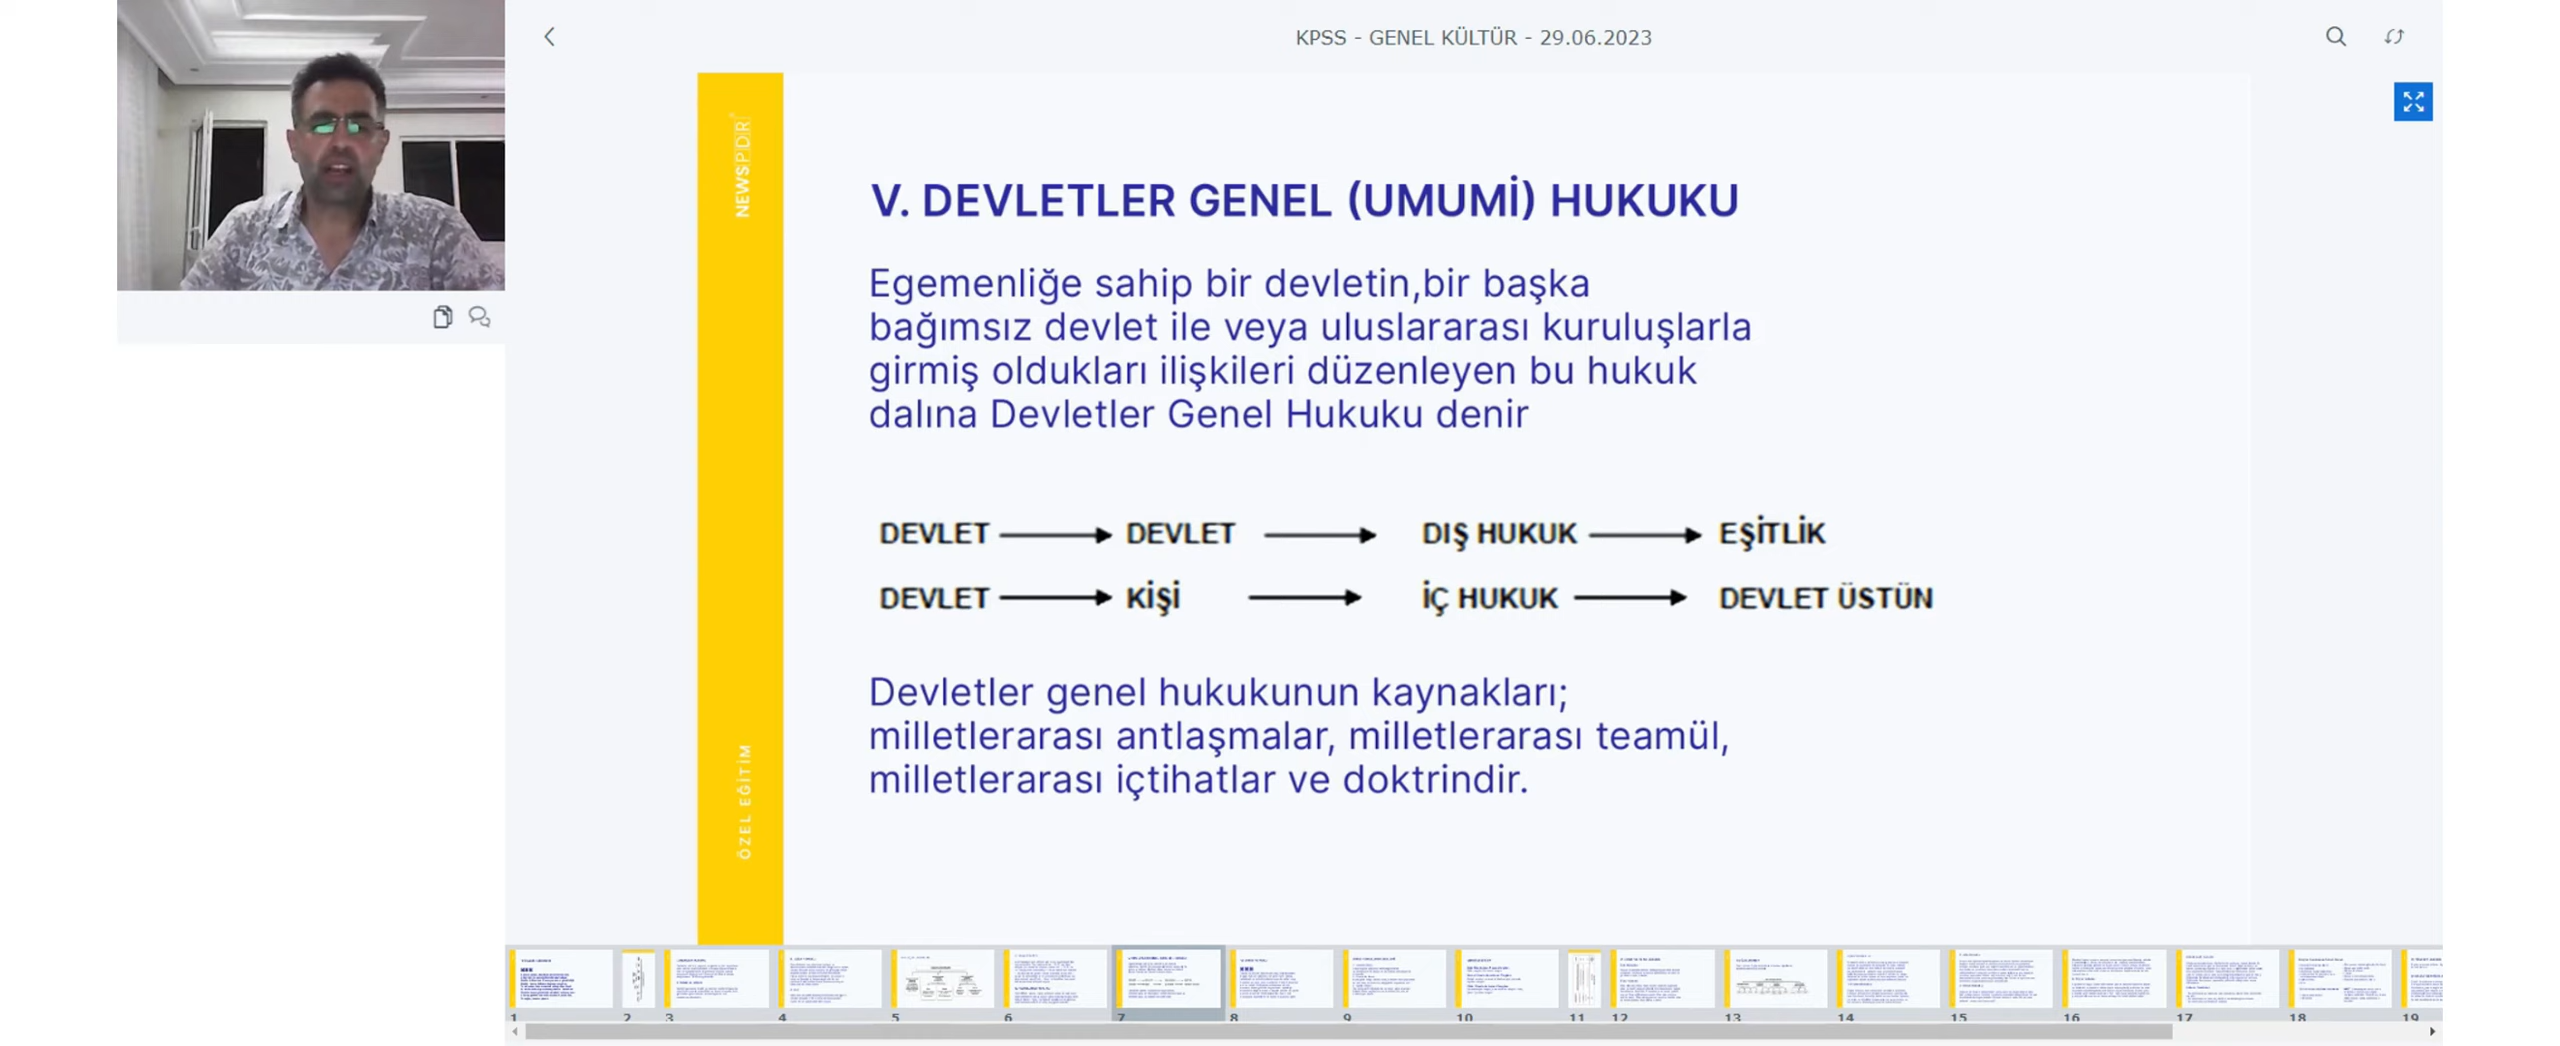 KPSS - GENEL KÜLTÜR - 29.06.2023
NEWSPDR
V. DEVLETLER GENEL (UMUMİ) HUKUKU
Egemenliğe sahip bir devletin,bir başka
bağımsız devlet ile veya uluslararası kuruluşlarla
girmiş oldukları ilişkileri düzenleyen bu hukuk
dalına Devletler Genel Hukuku denir
DEVLET DEVLET DIŞ HUKUK EŞİTLİK
DEVLET KİŞİ İÇ HUKUK DEVLET ÜSTÜN
Devletler genel hukukunun kaynakları;
milletlerarası antlaşmalar, milletlerarası teamül,
milletlerarası içtihatlar ve doktrindir.
ÖZEL EĞİTİM
1 2 3 4 5 6 7 8 9 10 11 12 13 14 15 16 17 18 19